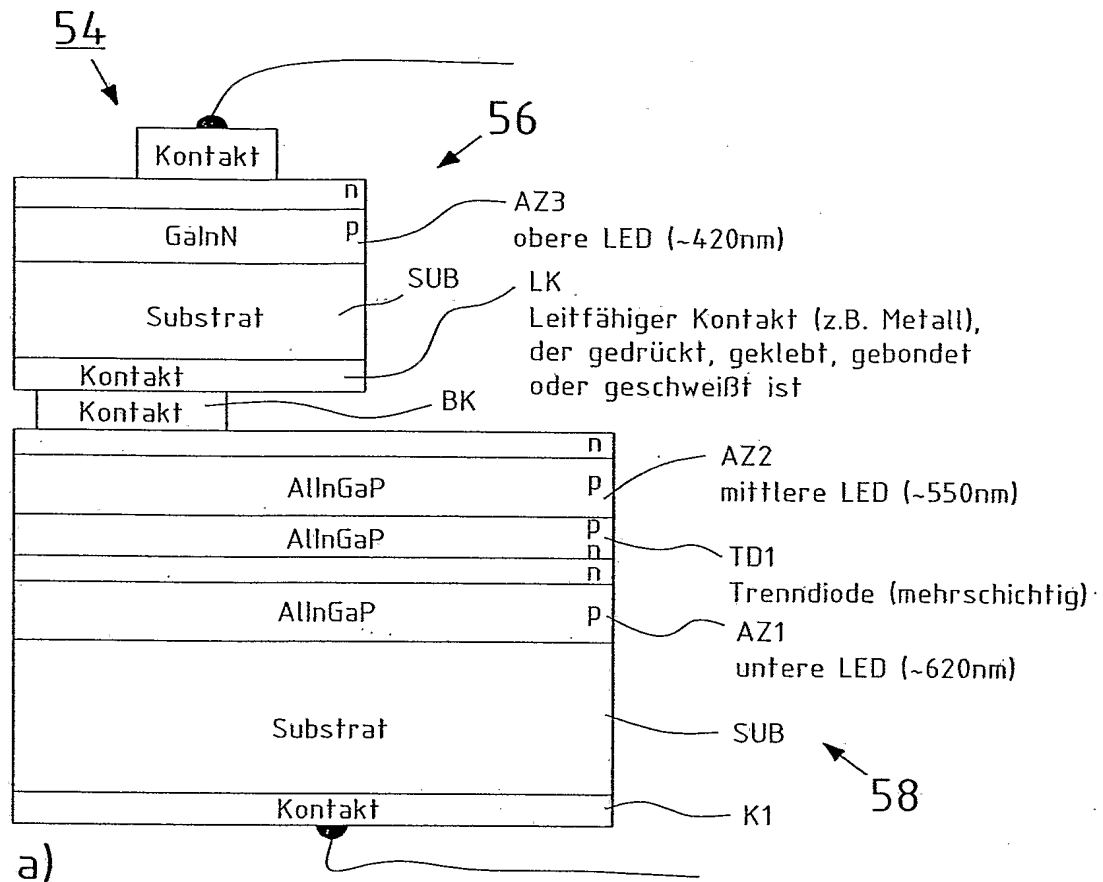 54
56
Kontakt
n
AZ3
GaInN
p
obere LED (~420nm)
SUB
LK
Substrat
Leitfähiger Kontakt (z.B. Metall),
der gedrückt, geklebt, gebondet
oder geschweißt ist
Kontakt
Kontakt
BK
n
AZ2
AlInGaP
p
mittlere LED (~550nm)
p
AlInGaP
n
TD1
n
Trenndiode (mehrschichtig)
AlInGaP
p
AZ1
untere LED (~620nm)
Substrat
SUB
58
Kontakt
K1
a)